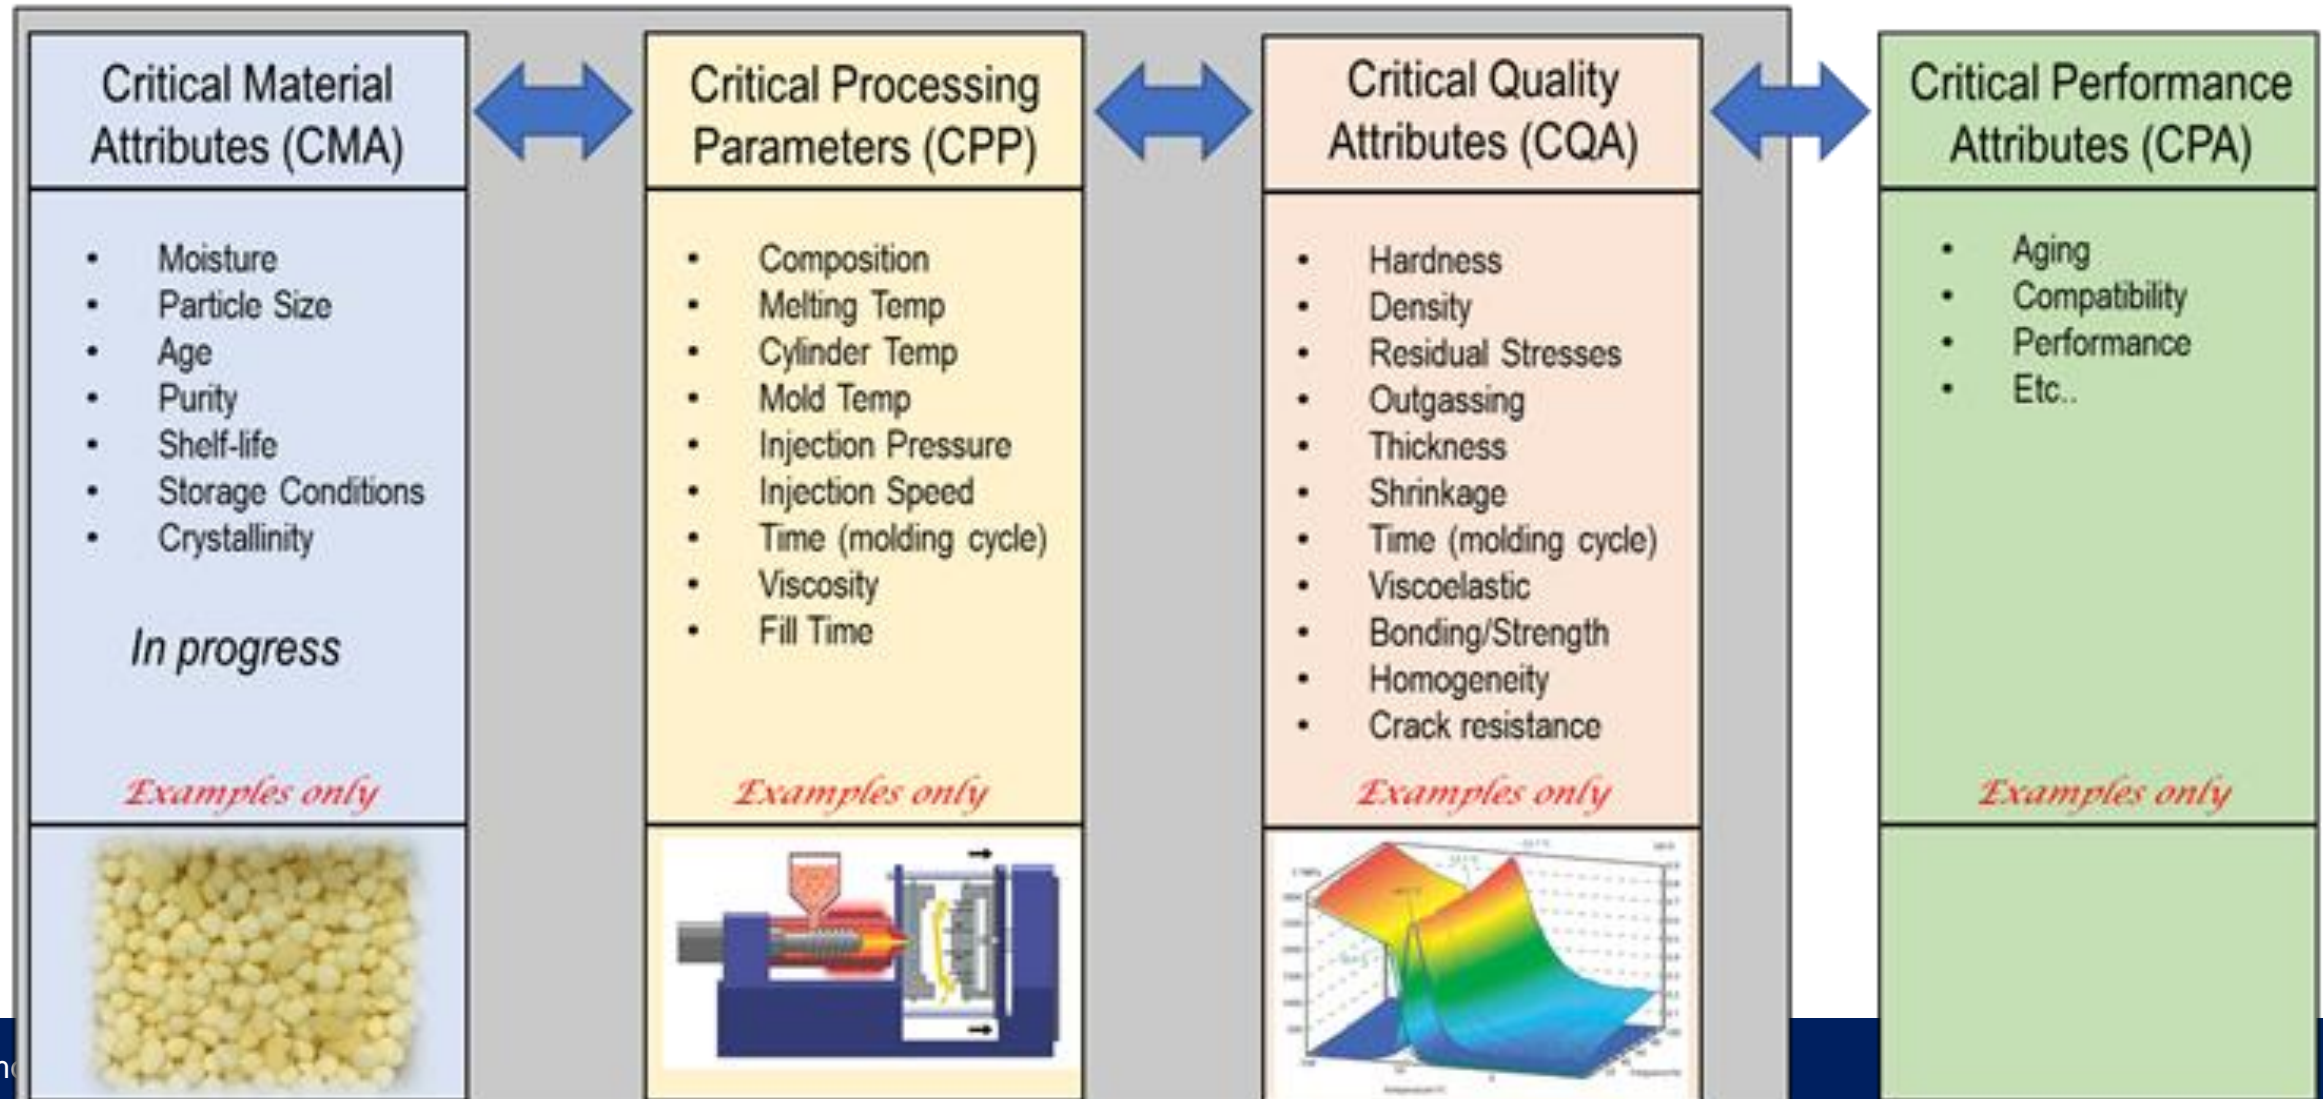 Critical Material
Attributes (CMA)
• Moisture
• Particle Size
• Age
• Purity
• Shelf-life
• Storage Conditions
• Crystallinity
In progress
Examples only
Critical Processing
Parameters (CPP)
• Composition
• Melting Temp
• Cylinder Temp
• Mold Temp
• Injection Pressure
• Injection Speed
• Time (molding cycle)
• Viscosity
• Fill Time
Examples only
Critical Quality
Attributes (CQA)
• Hardness
• Density
• Residual Stresses
• Outgassing
• Thickness
• Shrinkage
• Time (molding cycle)
• Viscoelastic
• Bonding/Strength
• Homogeneity
• Crack resistance
Examples only
Critical Performance
Attributes (CPA)
• Aging
• Compatibility
• Performance
• Etc..
Examples only